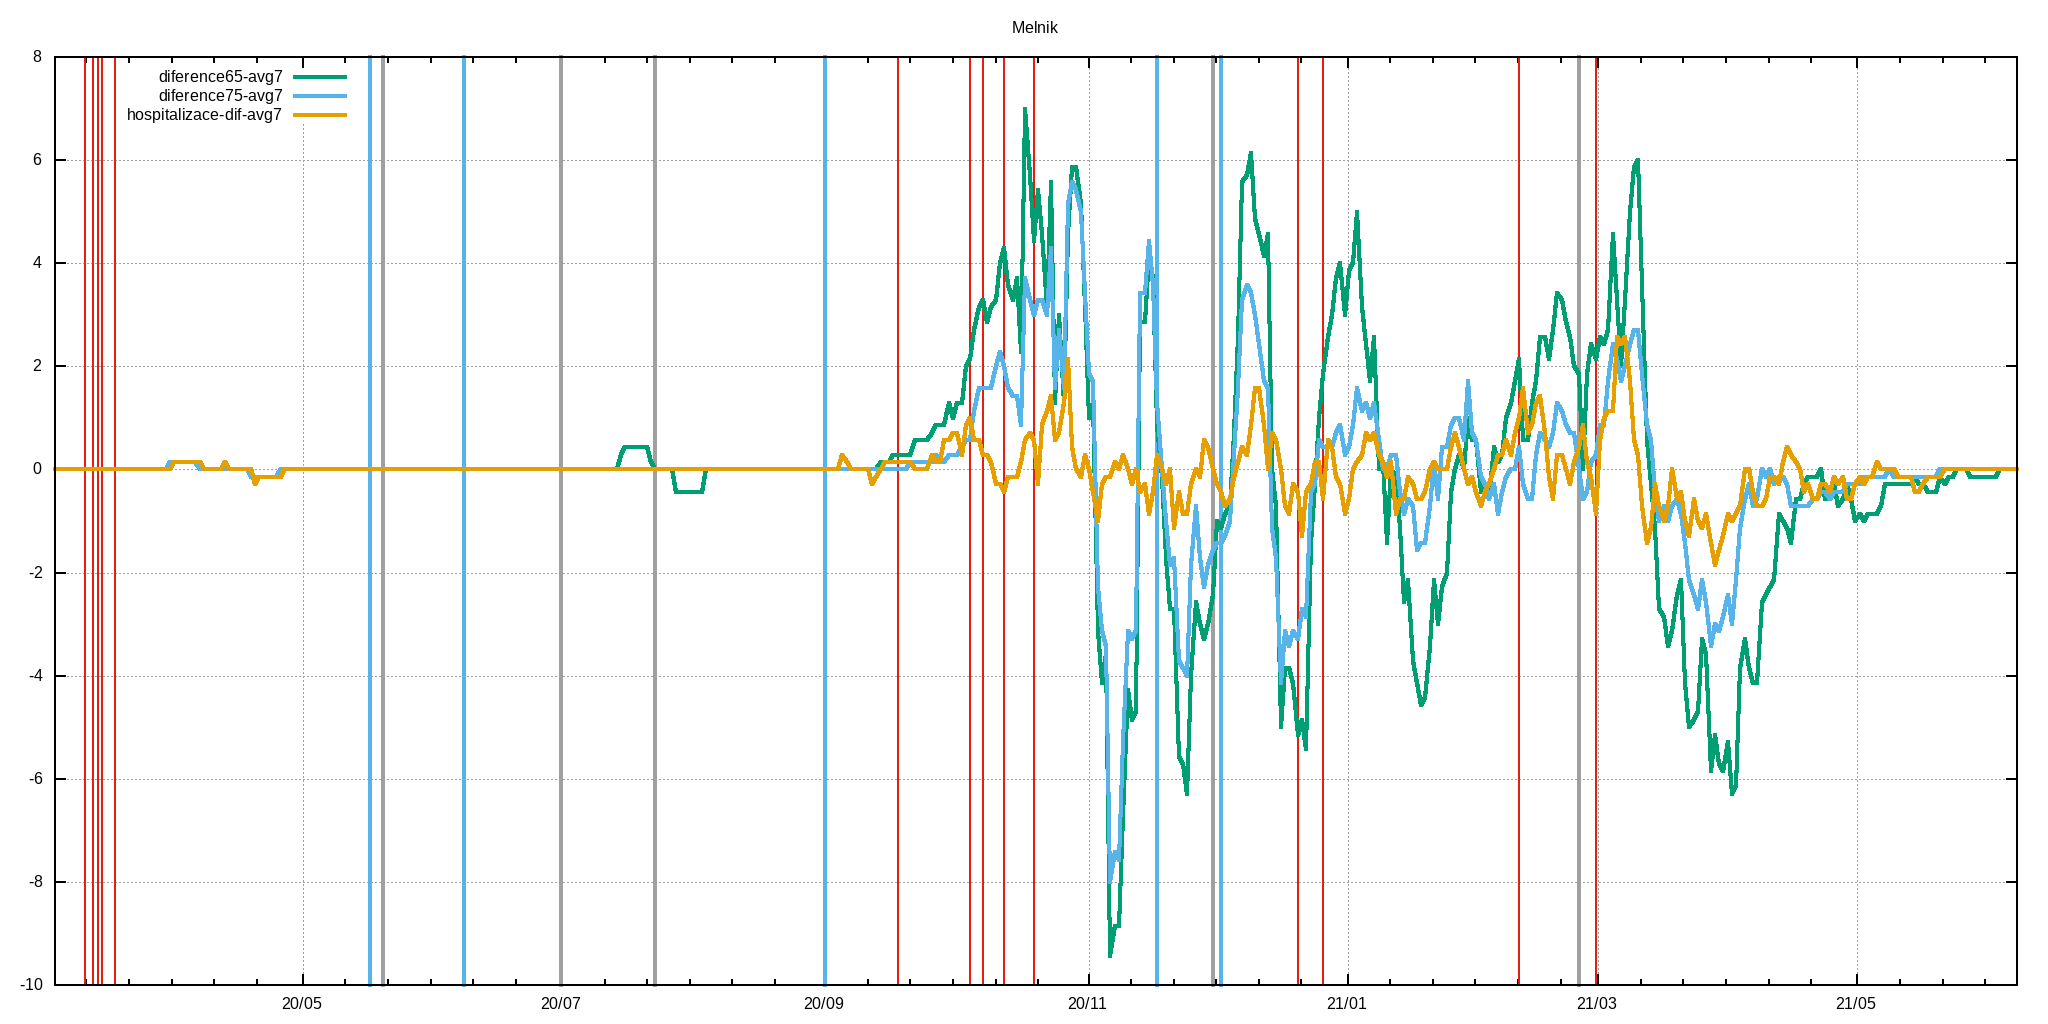 Melnik
diference65-avg7
diference75-avg7
hospitalizace-dif-avg7
8
6
4
2
0
-2
-4
-6
-8
-10
20/05 20/07 20/09 20/11 21/01 21/03 21/05